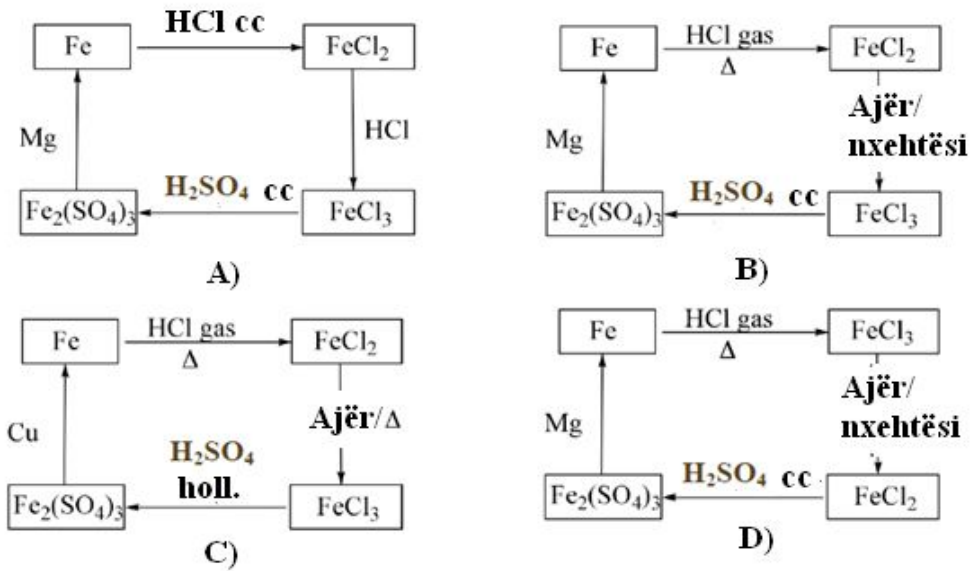 Fe
HCl cc
FeCl₂
Mg
HCl
Fe₂(SO₄)₃
H₂SO₄ cc
FeCl₃
A)
Fe
HCl gas
Δ
FeCl₂
Mg
Ajër/
nxehtësi
Fe₂(SO₄)₃
H₂SO₄ cc
FeCl₃
B)
Fe
HCl gas
Δ
FeCl₂
Cu
Ajër/Δ
Fe₂(SO₄)₃
H₂SO₄
holl.
FeCl₃
C)
Fe
HCl gas
Δ
FeCl₃
Mg
Ajër/
nxehtësi
Fe₂(SO₄)₃
H₂SO₄ cc
FeCl₂
D)